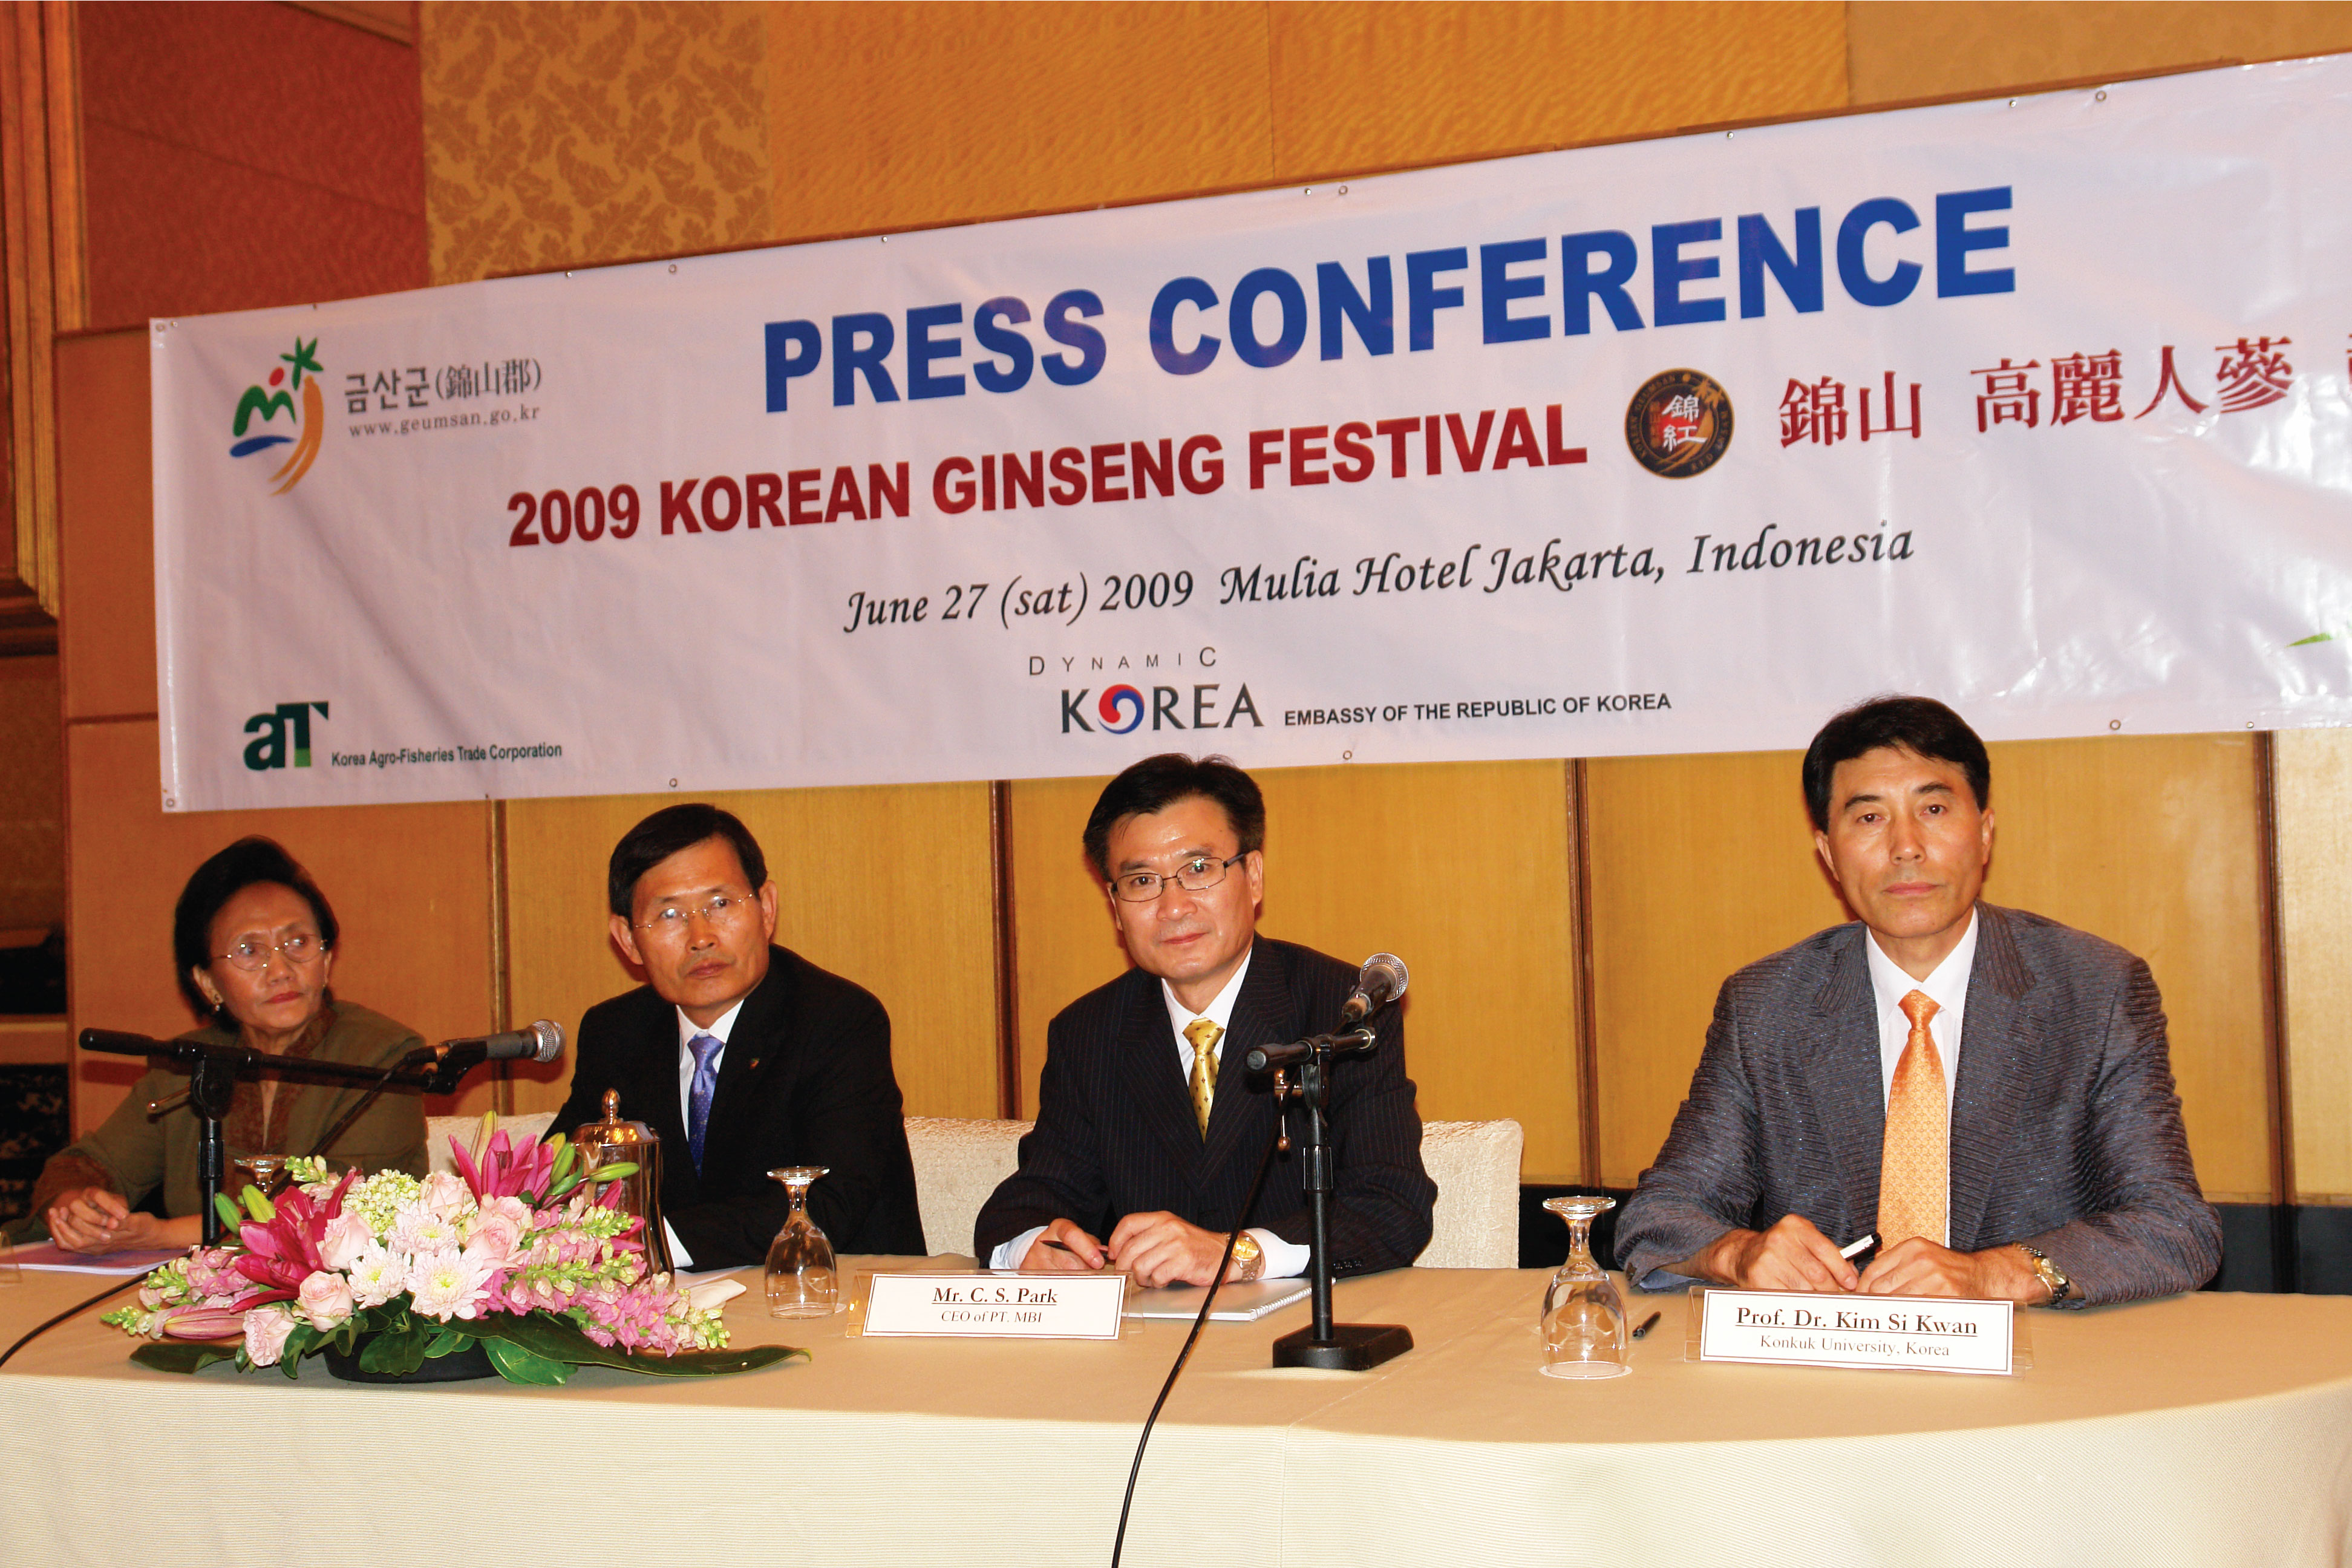 PRESS CONFERENCE
금산군(錦山郡)
www.geumsan.go.kr
2009 KOREAN GINSENG FESTIVAL 錦紅 錦山 高麗人蔘
June 27 (sat) 2009 Mulia Hotel Jakarta, Indonesia
DYNAMIC
KOREA EMBASSY OF THE REPUBLIC OF KOREA
aT Korea Agro-Fisheries Trade Corporation
Mr. C. S. Park
CEO of PT. MBI
Prof. Dr. Kim Si Kwan
Konkuk University, Korea